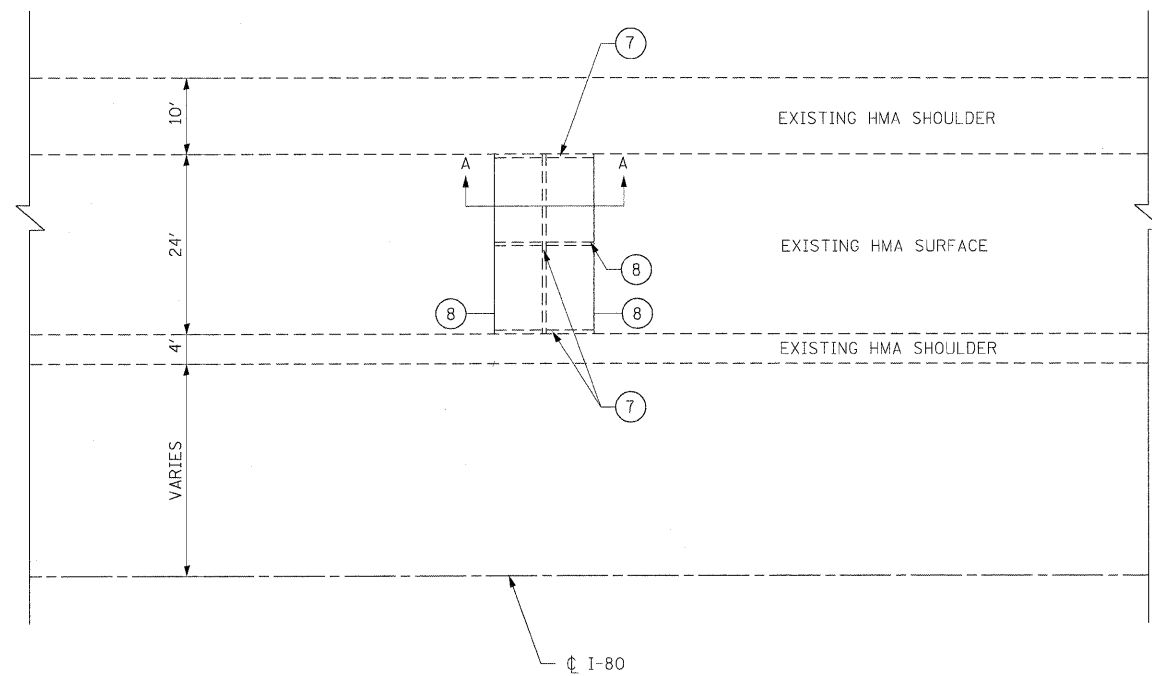 7
10'
EXISTING HMA SHOULDER
A
A
24'
EXISTING HMA SURFACE
8
8
8
4'
EXISTING HMA SHOULDER
7
VARIES
℄ I-80